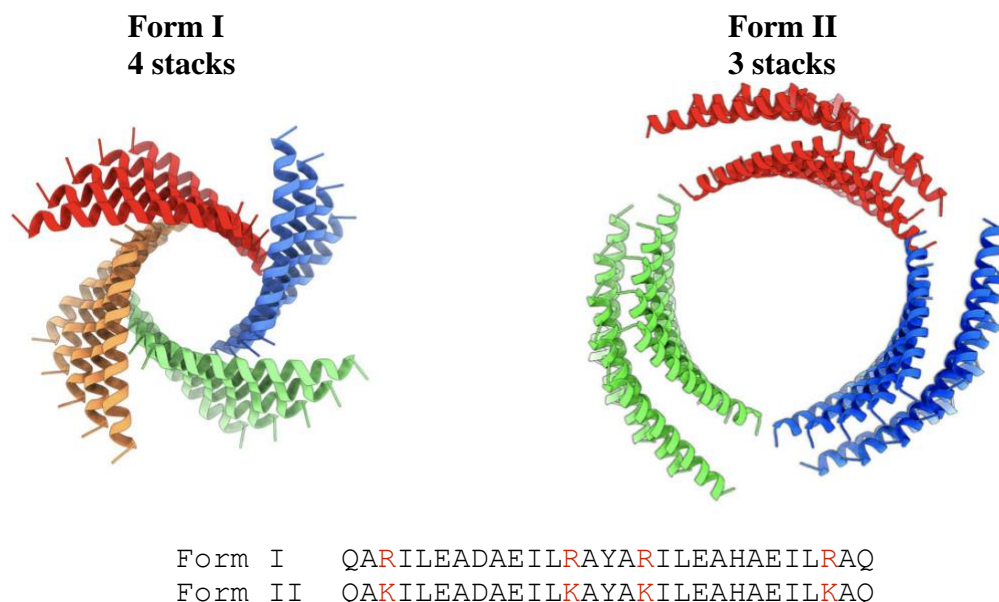 Form I
4 stacks
Form II
3 stacks
Form I QARILEADAEILRAYARILEAHAEILRAQ
Form II QAKILEADAEILKAYAKILEAHAEILKAQ